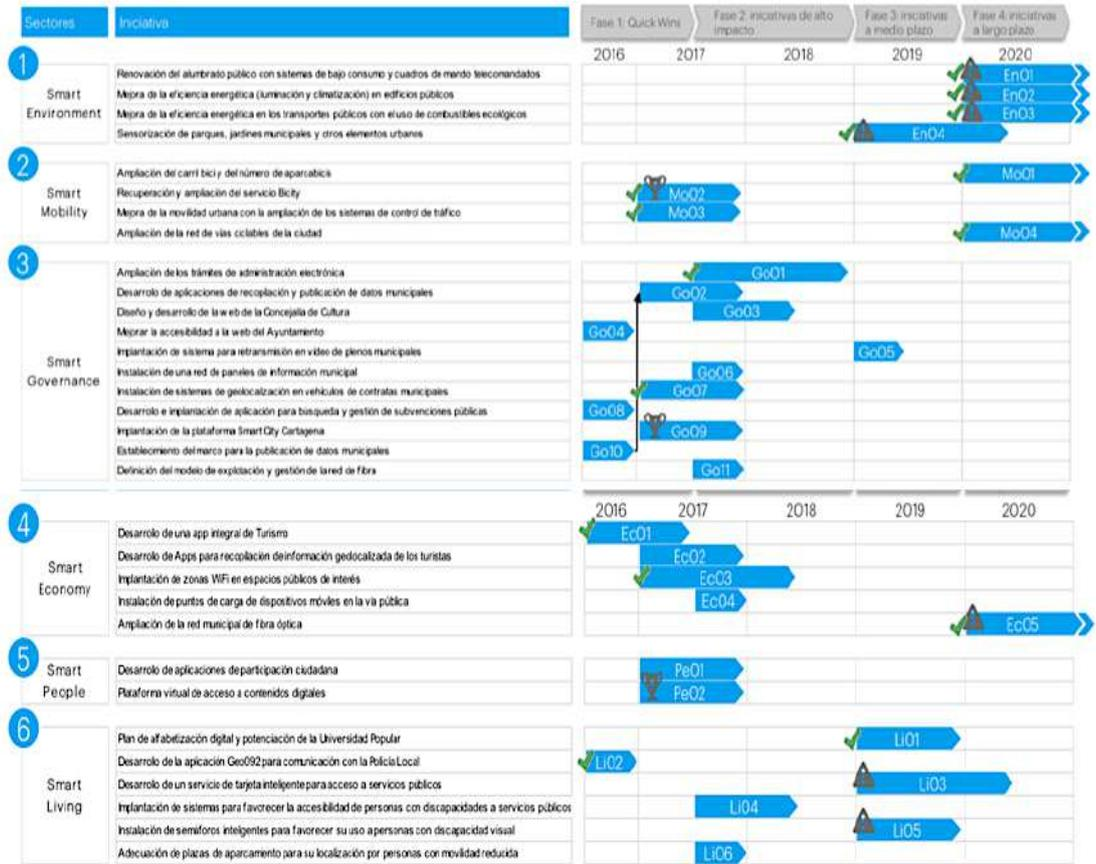 Sectores
Iniciativa
Fase 1: Quick Wins
Fase 2: iniciativas de alto impacto
Fase 3: iniciativas a medio plazo
Fase 4: iniciativas a largo plazo
2016 2017 2018 2019 2020
1
Smart Environment
Renovación del alumbrado público con sistemas de bajo consumo y cuadros de mando telecomandados
En01
Mejora de la eficiencia energética (iluminación y climatización) en edificios públicos
En02
Mejora de la eficiencia energética en los transportes públicos con el uso de combustibles ecológicos
En03
Sensorización de parques, jardines municipales y otros elementos urbanos
En04
2
Smart Mobility
Ampliación del carril bici y del número de aparcabicis
Mo01
Recuperación y ampliación del servicio Bicity
Mo02
Mejora de la movilidad urbana con la ampliación de los sistemas de control de tráfico
Mo03
Ampliación de la red de vías ciclables de la ciudad
Mo04
3
Smart Governance
Ampliación de los trámites de administración electrónica
Go01
Desarrollo de aplicaciones de recopilación y publicación de datos municipales
Go02
Diseño y desarrollo de la web de la Concejalía de Cultura
Go03
Mejorar la accesibilidad a la web del Ayuntamiento
Go04
Implantación de sistema para retransmisión en vídeo de plenos municipales
Go05
Instalación de una red de paneles de información municipal
Go06
Instalación de sistemas de geolocalización en vehículos de contratas municipales
Go07
Desarrollo e implantación de aplicación para búsqueda y gestión de subvenciones públicas
Go08
Implantación de la plataforma Smart City Cartagena
Go09
Establecimiento del marco para la publicación de datos municipales
Go10
Definición del modelo de explotación y gestión de la red de fibra
Go11
2016 2017 2018 2019 2020
4
Smart Economy
Desarrollo de una app integral de Turismo
Ec01
Desarrollo de Apps para recopilación de información geolocalizada de los turistas
Ec02
Implantación de zonas WiFi en espacios públicos de interés
Ec03
Instalación de puntos de carga de dispositivos móviles en la vía pública
Ec04
Ampliación de la red municipal de fibra óptica
Ec05
5
Smart People
Desarrollo de aplicaciones de participación ciudadana
Pe01
Plataforma virtual de acceso a contenidos digitales
Pe02
6
Smart Living
Plan de alfabetización digital y potenciación de la Universidad Popular
Li01
Desarrollo de la aplicación Geo092 para comunicación con la Policía Local
Li02
Desarrollo de un servicio de tarjeta inteligente para acceso a servicios públicos
Li03
Implantación de sistemas para favorecer la accesibilidad de personas con discapacidades a servicios públicos
Li04
Instalación de semáforos inteligentes para favorecer su uso a personas con discapacidad visual
Li05
Adecuación de plazas de aparcamiento para su localización por personas con movilidad reducida
Li06